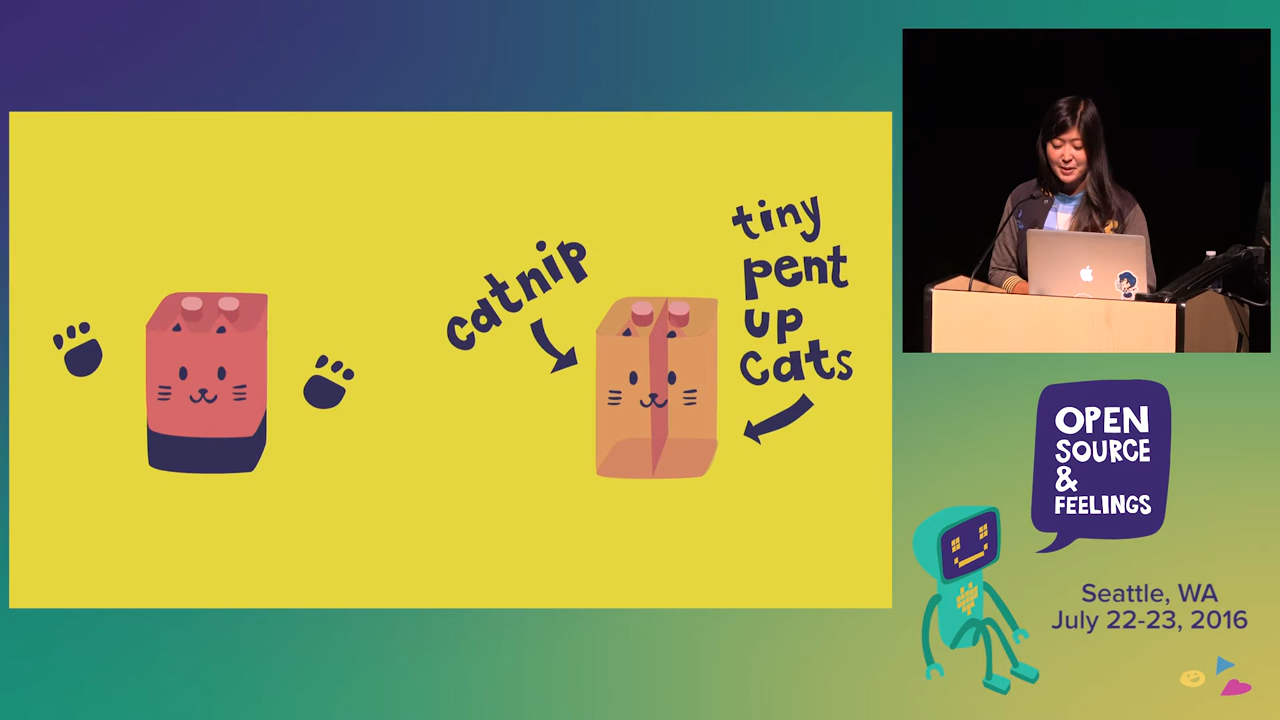 catnip
tiny
pent
up
cats
OPEN
SOURCE
&
FEELINGS
Seattle, WA
July 22-23, 2016